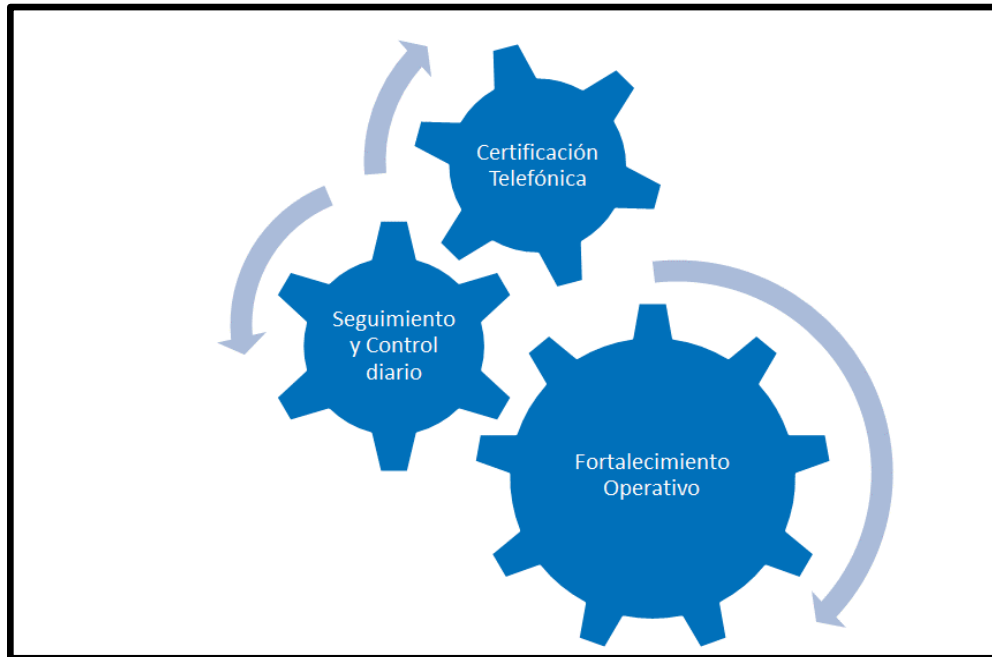 Certificación
Telefónica
Seguimiento
y Control
diario
Fortalecimiento
Operativo